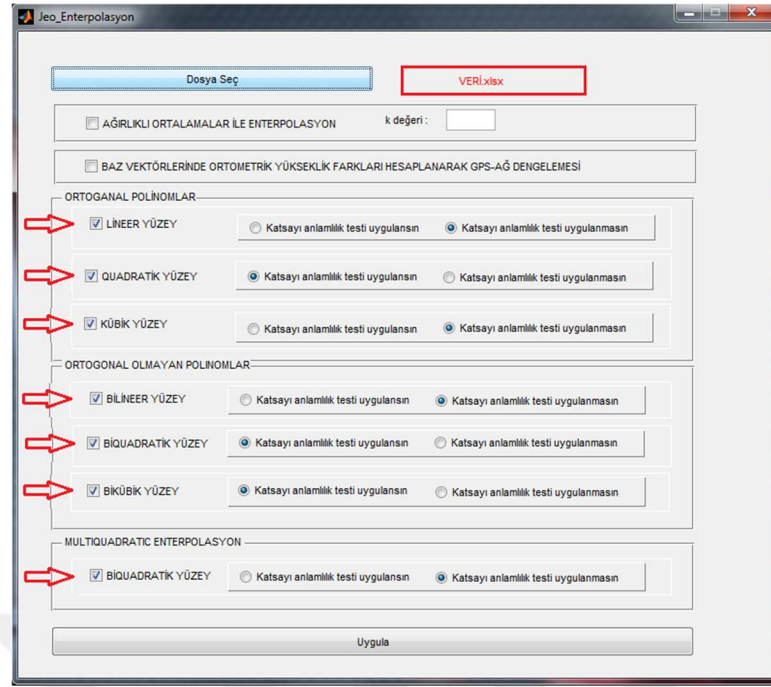 Jeo_Enterpolasyon
Dosya Seç
VERİ.xlsx
AĞIRLIKLI ORTALAMALAR İLE ENTERPOLASYON k değeri :
BAZ VEKTÖRLERİNDE ORTOMETRİK YÜKSEKLİK FARKLARI HESAPLANARAK GPS-AĞ DENGELEMESİ
ORTOGANAL POLİNOMLAR
LİNEER YÜZEY Katsayı anlamlılık testi uygulansın Katsayı anlamlılık testi uygulanmasın
QUADRATİK YÜZEY Katsayı anlamlılık testi uygulansın Katsayı anlamlılık testi uygulanmasın
KÜBİK YÜZEY Katsayı anlamlılık testi uygulansın Katsayı anlamlılık testi uygulanmasın
ORTOGONAL OLMAYAN POLINOMLAR
BİLİNEER YÜZEY Katsayı anlamlılık testi uygulansın Katsayı anlamlılık testi uygulanmasın
BİQUADRATİK YÜZEY Katsayı anlamlılık testi uygulansın Katsayı anlamlılık testi uygulanmasın
BİKÜBİK YÜZEY Katsayı anlamlılık testi uygulansın Katsayı anlamlılık testi uygulanmasın
MULTIQUADRATIC ENTERPOLASYON
BİQUADRATİK YÜZEY Katsayı anlamlılık testi uygulansın Katsayı anlamlılık testi uygulanmasın
Uygula